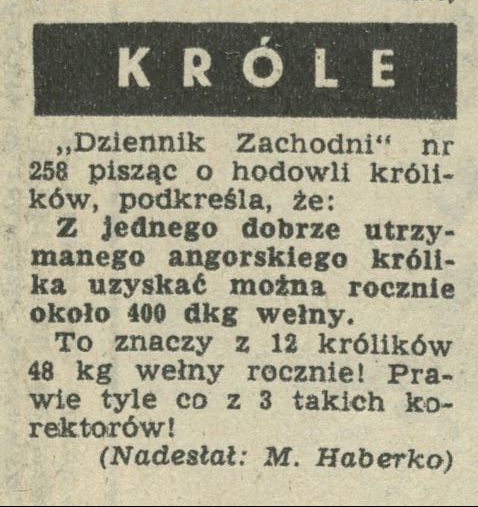 KRÓLE
„Dziennik Zachodni" nr
258 pisząc o hodowli króli-
ków, podkreśla, że:
Z jednego dobrze utrzy-
manego angorskiego króli-
ka uzyskać można rocznie
około 400 dkg wełny.
To znaczy z 12 królików
48 kg wełny rocznie! Pra-
wie tyle co z 3 takich ko-
rektorów!
(Nadesłał: M. Haberko)